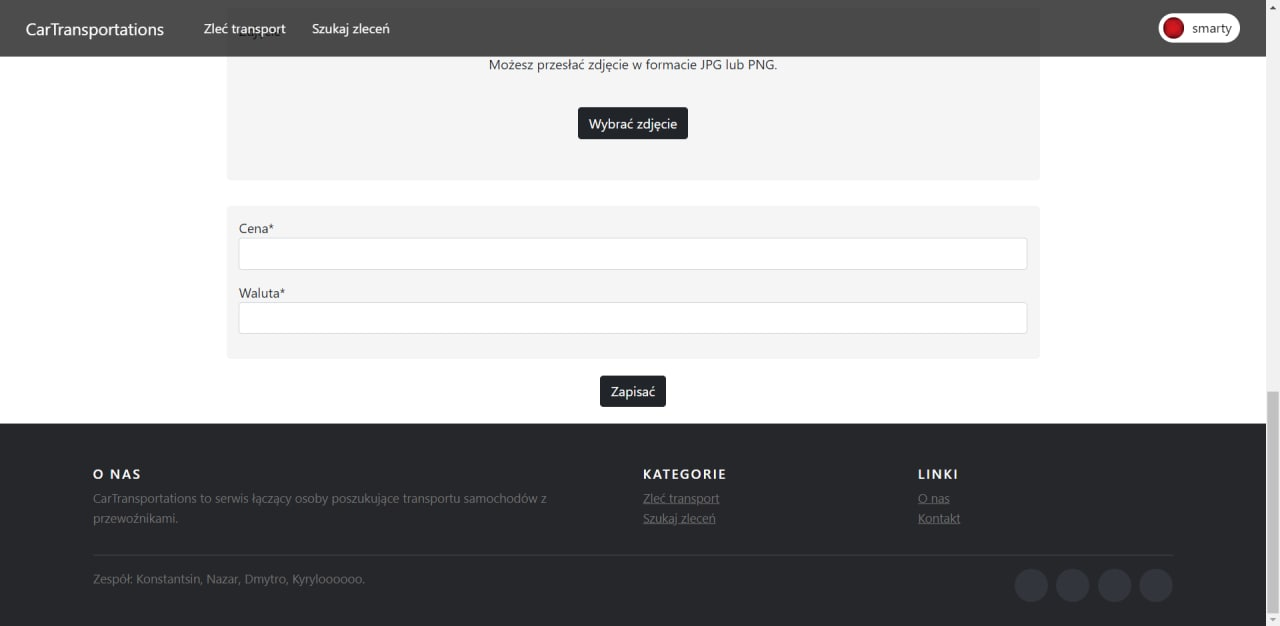 CarTransportations
Zleć transport
Szukaj zleceń
smarty
Możesz przesłać zdjęcie w formacie JPG lub PNG.
Wybrać zdjęcie
Cena*
Waluta*
Zapisać
O NAS
CarTransportations to serwis łączący osoby poszukujące transportu samochodów z
przewoźnikami.
KATEGORIE
Zleć transport
Szukaj zleceń
LINKI
O nas
Kontakt
Zespół: Konstantsin, Nazar, Dmytro, Kyryloooooo.